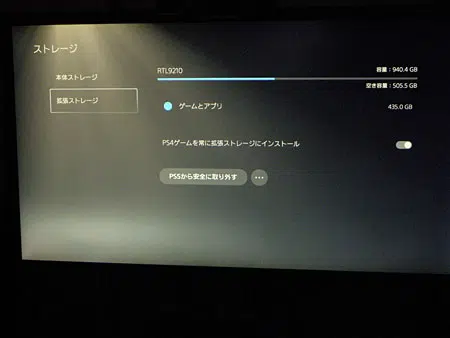 ストレージ
本体ストレージ
拡張ストレージ
RTL9210
容量:940.4 GB
空き容量:505.5 GB
ゲームとアプリ
435.0 GB
PS4ゲームを常に拡張ストレージにインストール
PS5から安全に取り外す